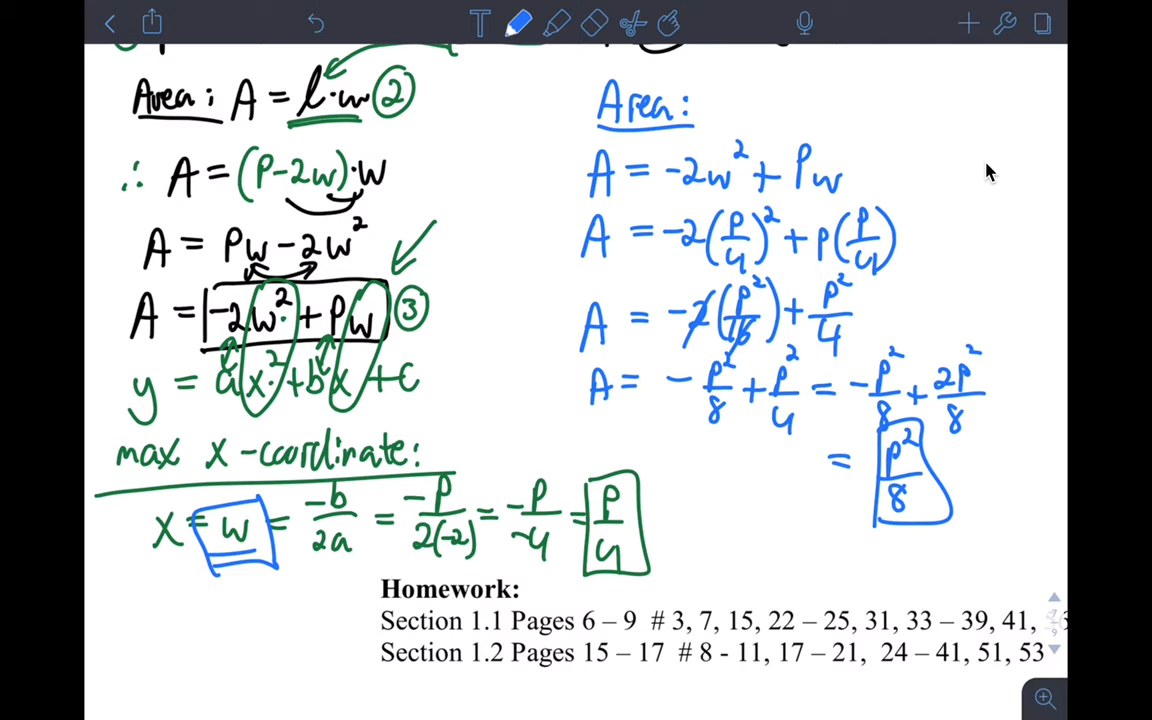 Area: A = l·w ②
∴ A = (P-2w)·w
A = Pw - 2w²
A = -2w² + Pw ③
y = ax² + bx + c
max x-coordinate:
x = w = -b/2a = -P/2(-2) = -P/-4 = P/4
Area:
A = -2w² + Pw
A = -2(P/4)² + P(P/4)
A = -2(P²/16) + P²/4
A = -P²/8 + P²/4 = -P²/8 + 2P²/8
= P²/8
Homework:
Section 1.1 Pages 6 – 9 # 3, 7, 15, 22 – 25, 31, 33 – 39, 41,
Section 1.2 Pages 15 – 17 # 8 - 11, 17 – 21, 24 – 41, 51, 53